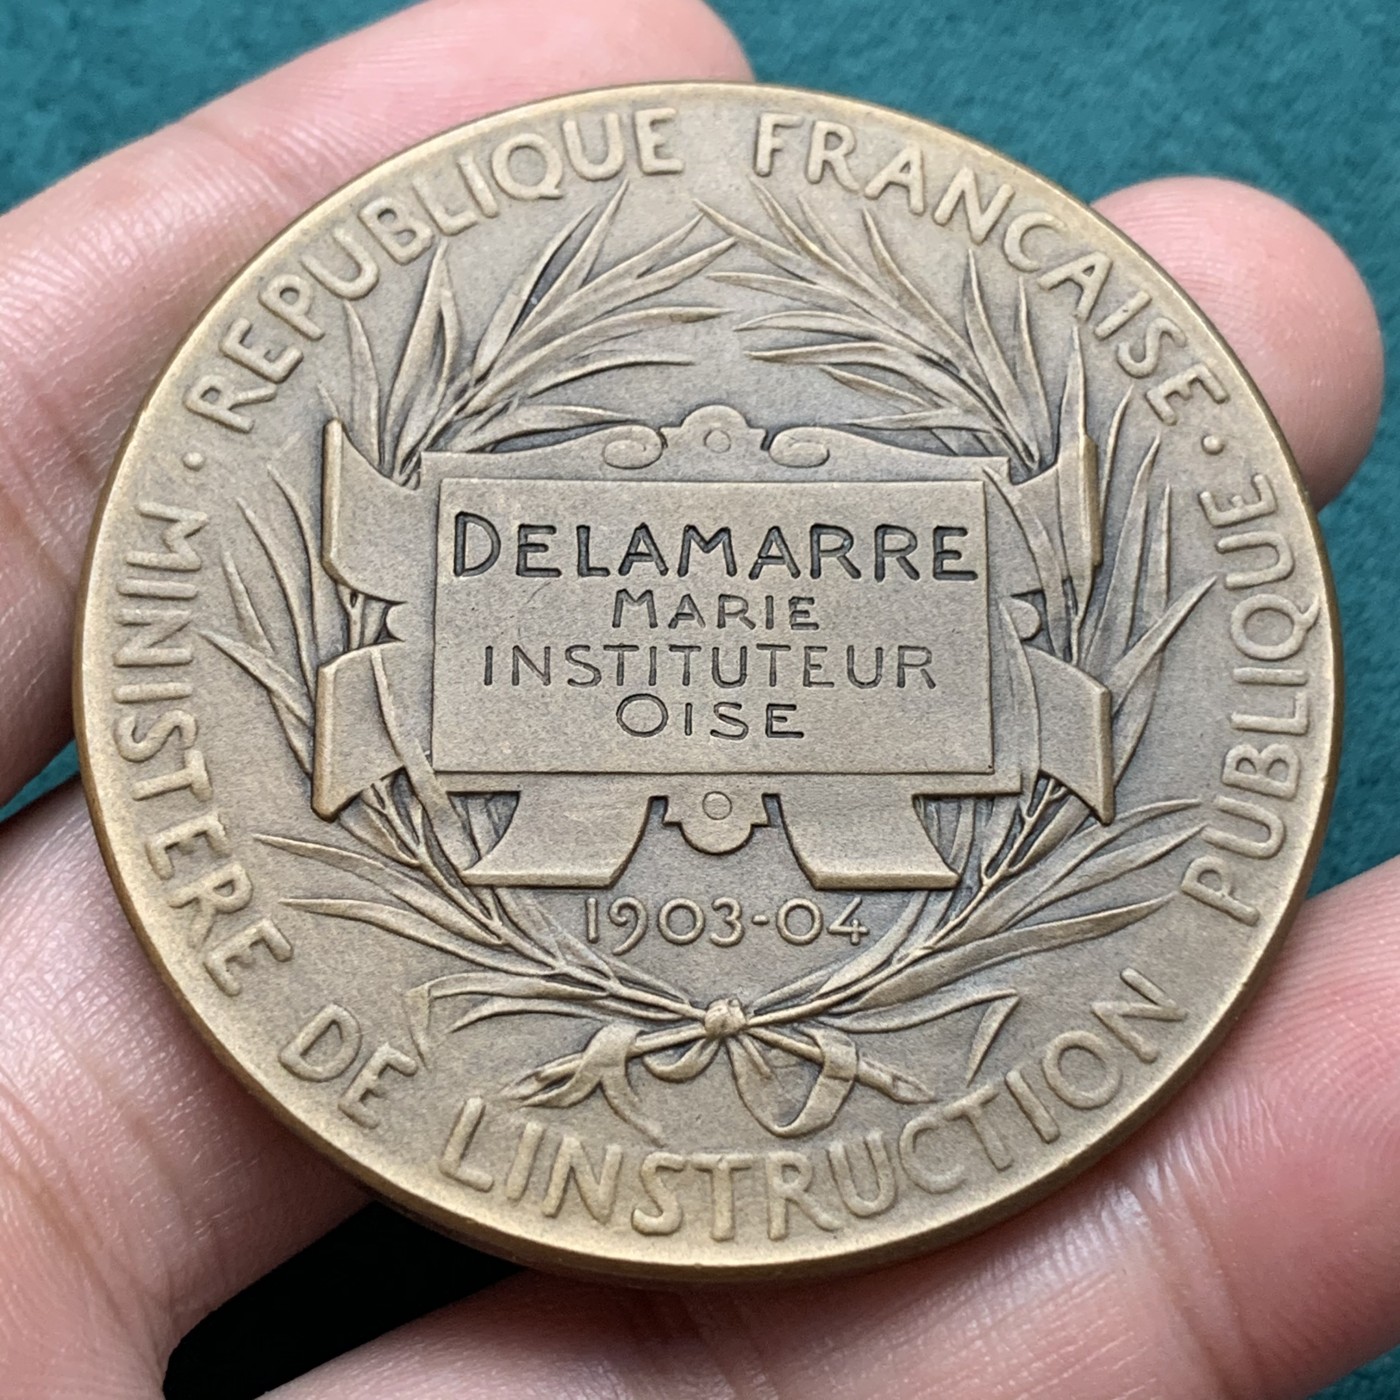 REPUBLIQUE FRANCAISE
DELAMARRE
MARIE
INSTITUTEUR
OISE
1903-04
MINISTERE DE LINSTRUCTION PUBLIQUE